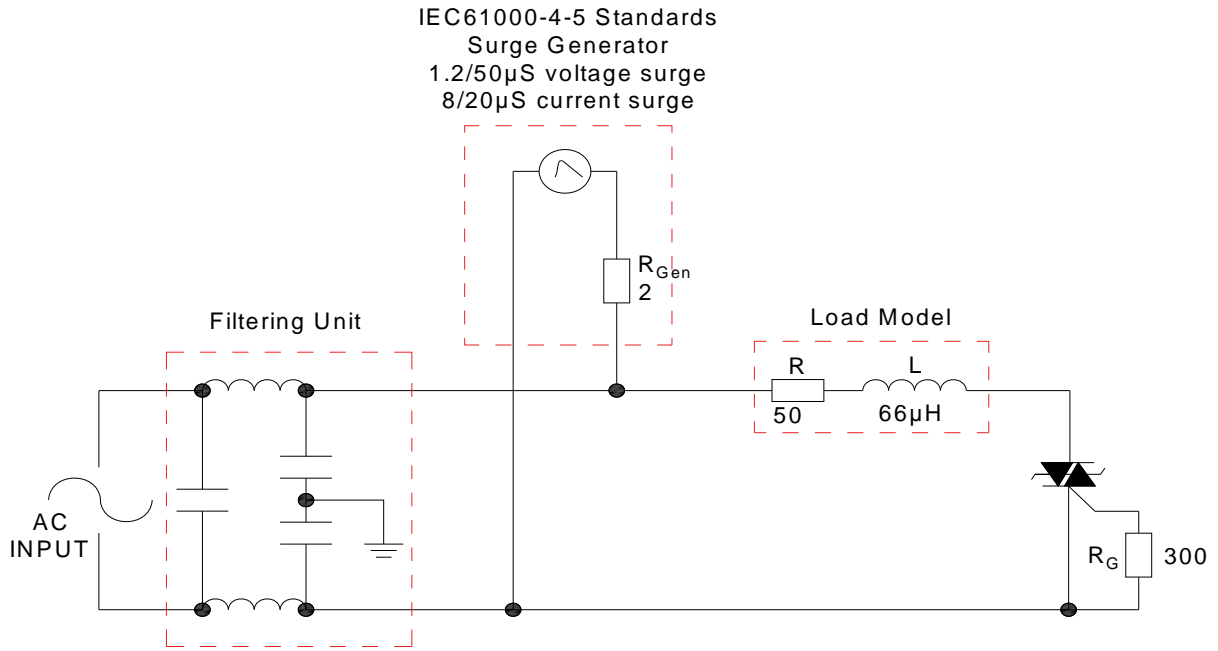 IEC61000-4-5 Standards
Surge Generator
1.2/50µS voltage surge
8/20µS current surge
RGen
2
Filtering Unit
Load Model
R
L
50
66µH
AC
INPUT
RG
300